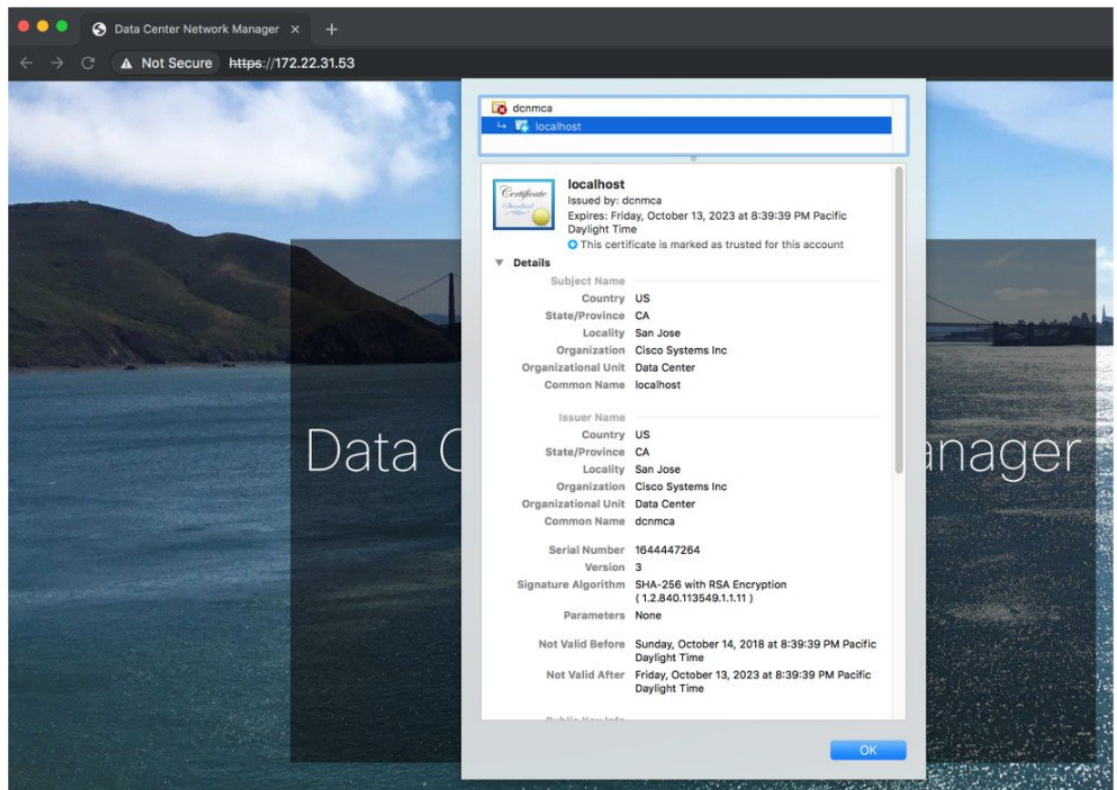 Data Center Network Manager
Not Secure https://172.22.31.53
dcnmca
localhost
Certificate
Standard
localhost
Issued by: dcnmca
Expires: Friday, October 13, 2023 at 8:39:39 PM Pacific
Daylight Time
This certificate is marked as trusted for this account
Details
Subject Name
Country US
State/Province CA
Locality San Jose
Organization Cisco Systems Inc
Organizational Unit Data Center
Common Name localhost
Issuer Name
Country US
State/Province CA
Locality San Jose
Organization Cisco Systems Inc
Organizational Unit Data Center
Common Name dcnmca
Serial Number 1644447264
Version 3
Signature Algorithm SHA-256 with RSA Encryption
( 1.2.840.113549.1.1.11 )
Parameters None
Not Valid Before Sunday, October 14, 2018 at 8:39:39 PM Pacific
Daylight Time
Not Valid After Friday, October 13, 2023 at 8:39:39 PM Pacific
Daylight Time
Public Key Info
OK
Data C
anager